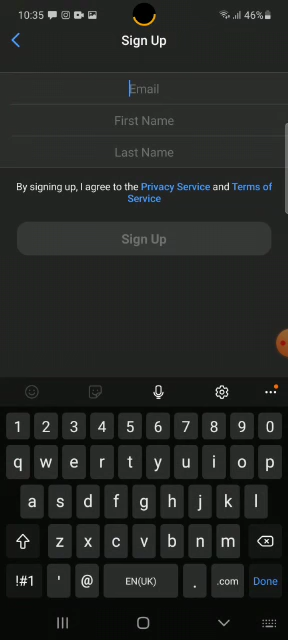 10:35 46%
Sign Up
Email
First Name
Last Name
By signing up, I agree to the Privacy Service and Terms of
Service
Sign Up
1 2 3 4 5 6 7 8 9 0
q w e r t y u i o p
a s d f g h j k l
z x c v b n m
!#1 ' @ EN(UK) . .com Done